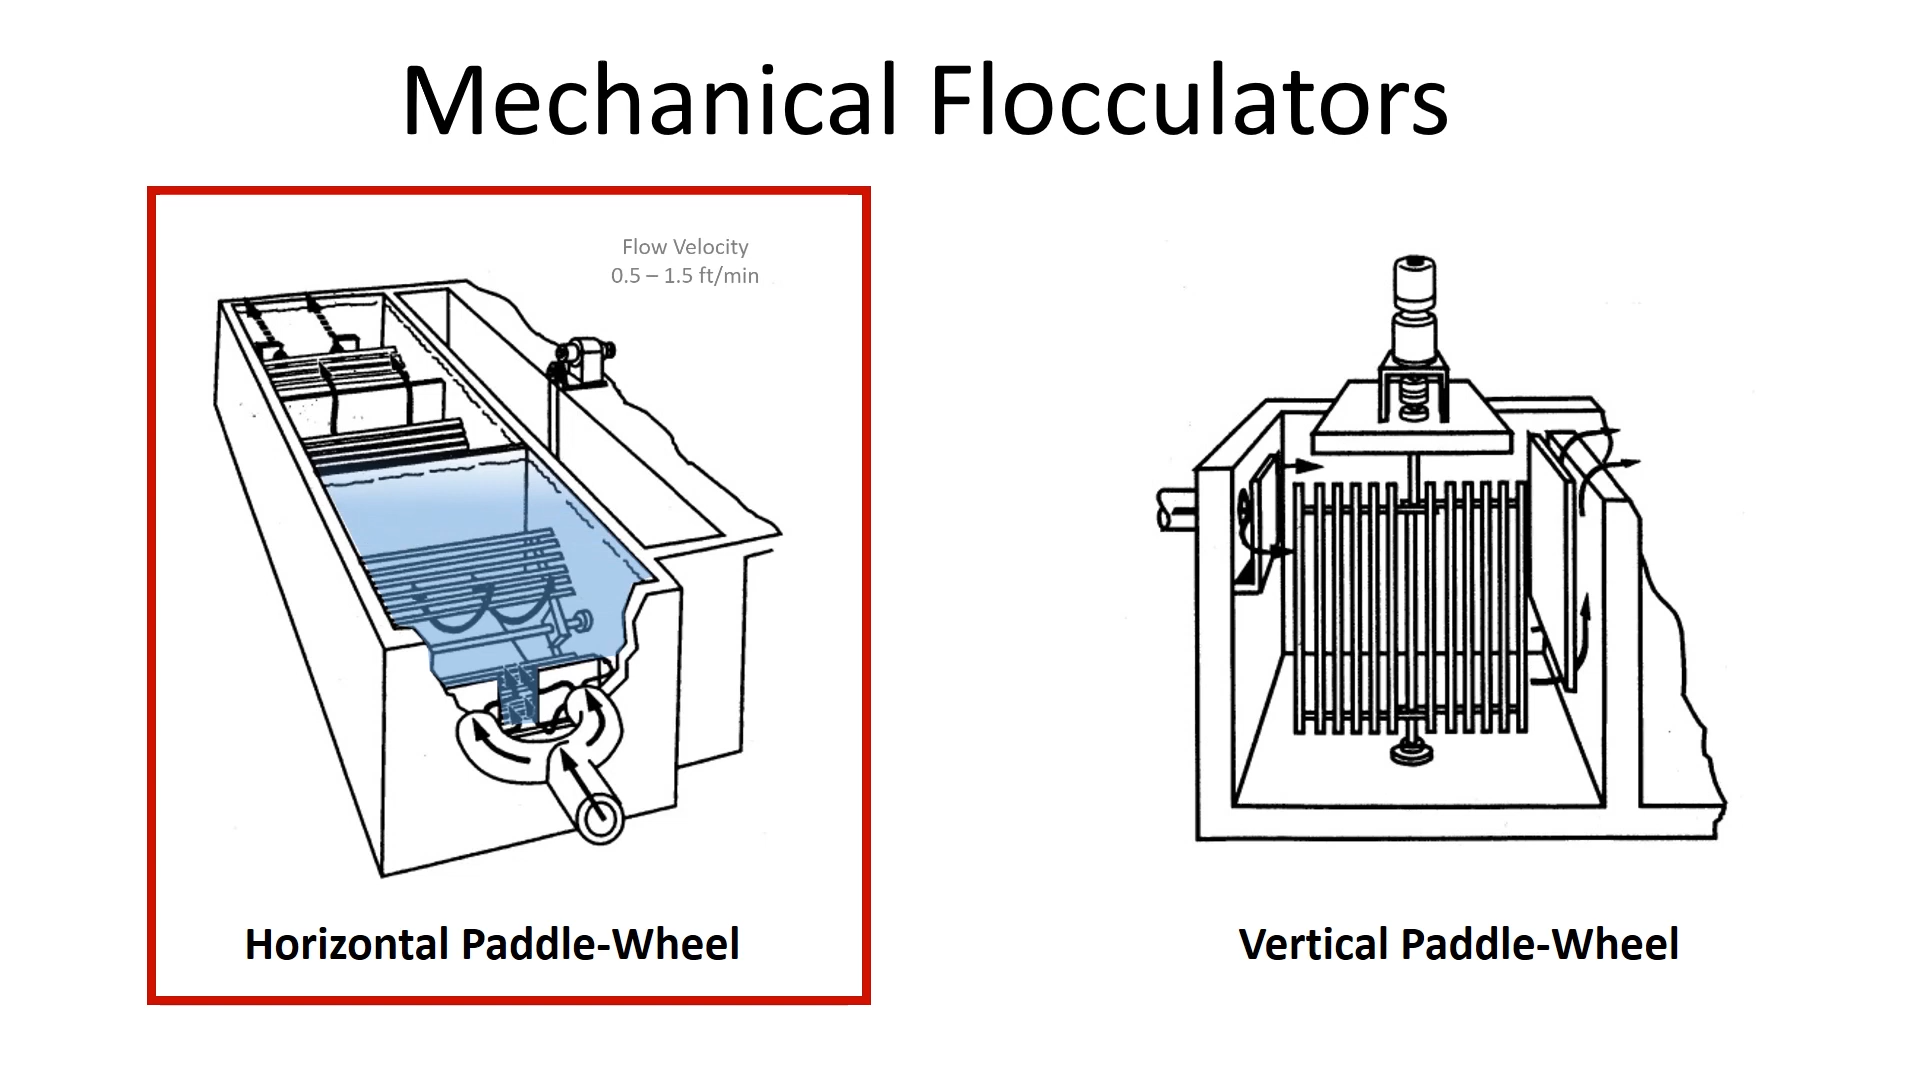 Mechanical Flocculators
Flow Velocity
0.5 – 1.5 ft/min
Horizontal Paddle-Wheel
Vertical Paddle-Wheel